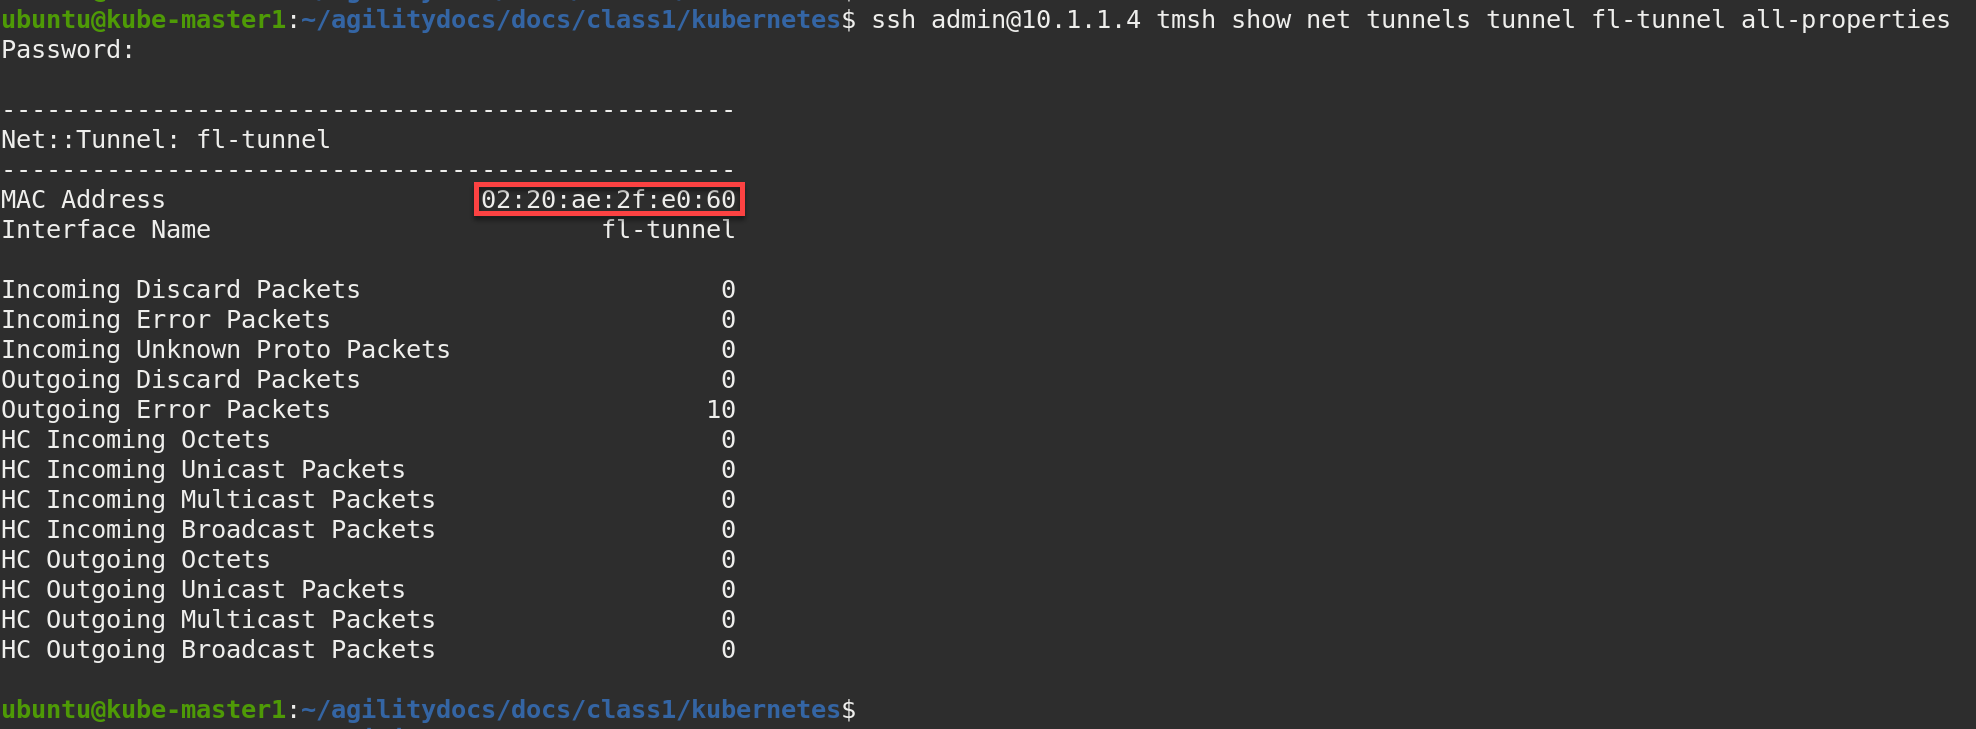 ubuntu@kube-master1:~/agilitydocs/docs/class1/kubernetes$ ssh admin@10.1.1.4 tmsh show net tunnels tunnel fl-tunnel all-properties
Password:
-------------------------------------------------
Net::Tunnel: fl-tunnel
-------------------------------------------------
MAC Address                     02:20:ae:2f:e0:60
Interface Name                          fl-tunnel
Incoming Discard Packets                        0
Incoming Error Packets                          0
Incoming Unknown Proto Packets                  0
Outgoing Discard Packets                        0
Outgoing Error Packets                         10
HC Incoming Octets                              0
HC Incoming Unicast Packets                     0
HC Incoming Multicast Packets                   0
HC Incoming Broadcast Packets                   0
HC Outgoing Octets                              0
HC Outgoing Unicast Packets                     0
HC Outgoing Multicast Packets                   0
HC Outgoing Broadcast Packets                   0
ubuntu@kube-master1:~/agilitydocs/docs/class1/kubernetes$